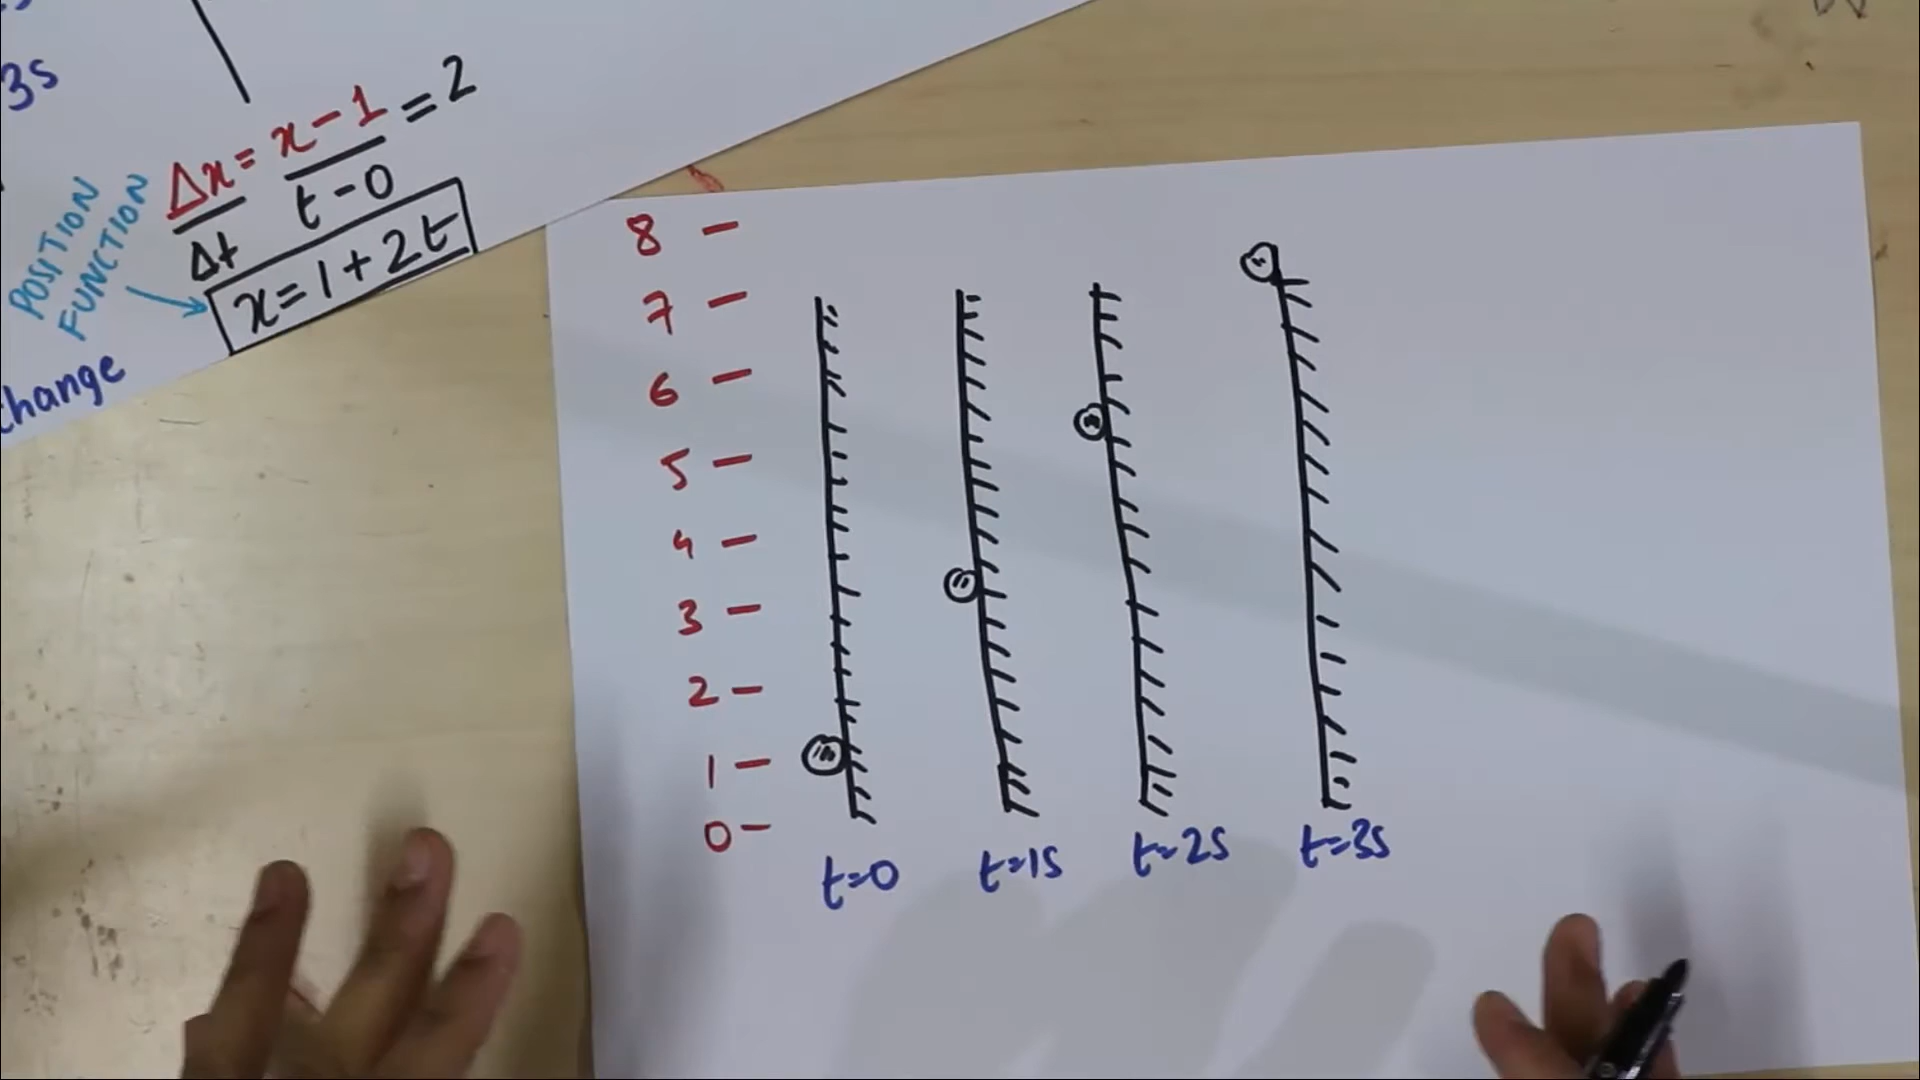 3s
Δx = x-1 = 2
Δt t-0
POSITION
FUNCTION
x=1+2t
change
8 -
7 -
6 -
5 -
4 -
3 -
2 -
1 -
0 -
t=0 t=1s t=2s t=3s